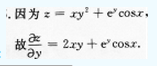 .因为 z = xy² + eʸcosx,
故∂z/∂y = 2xy + eʸcosx.